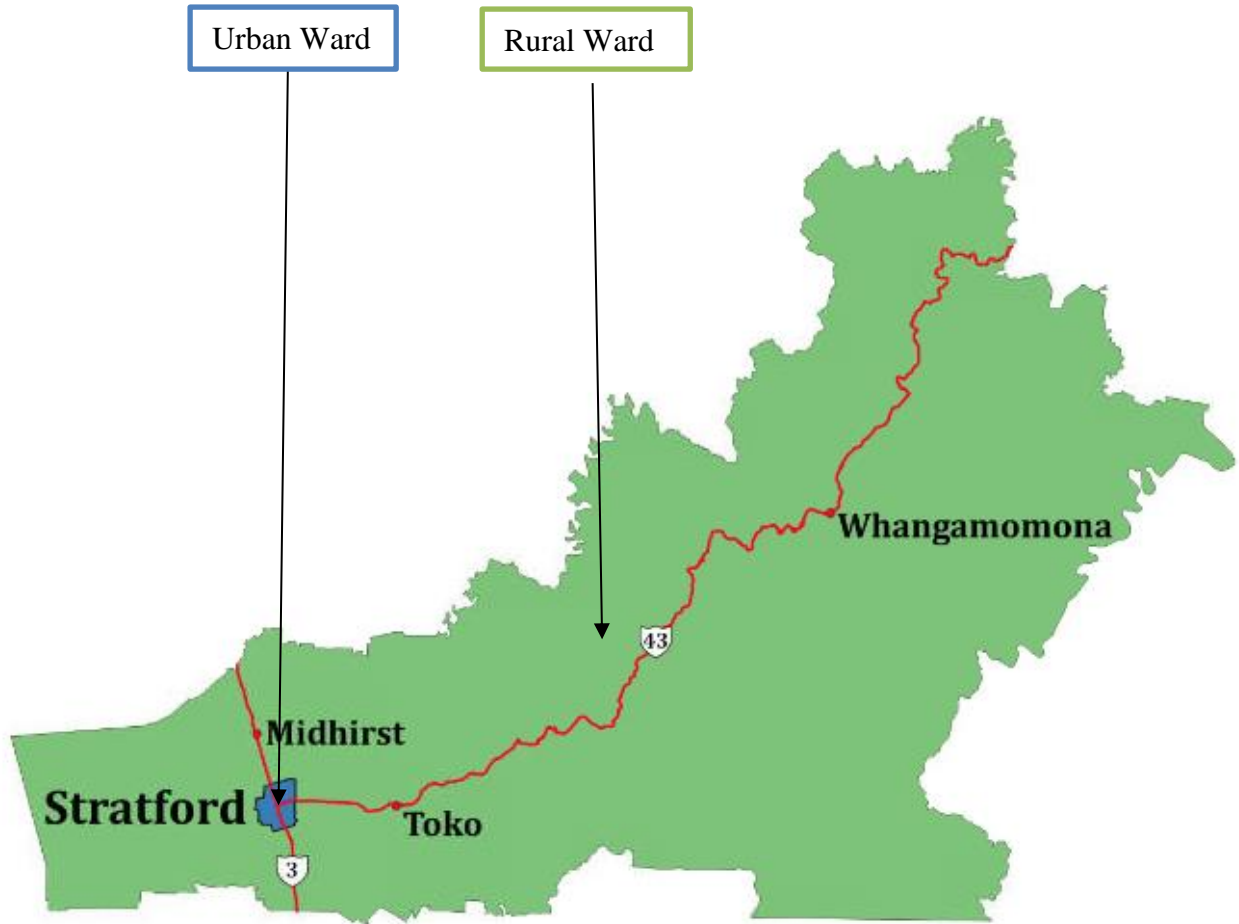 Urban Ward
Rural Ward
Whangamomona
43
Midhirst
Stratford
Toko
3